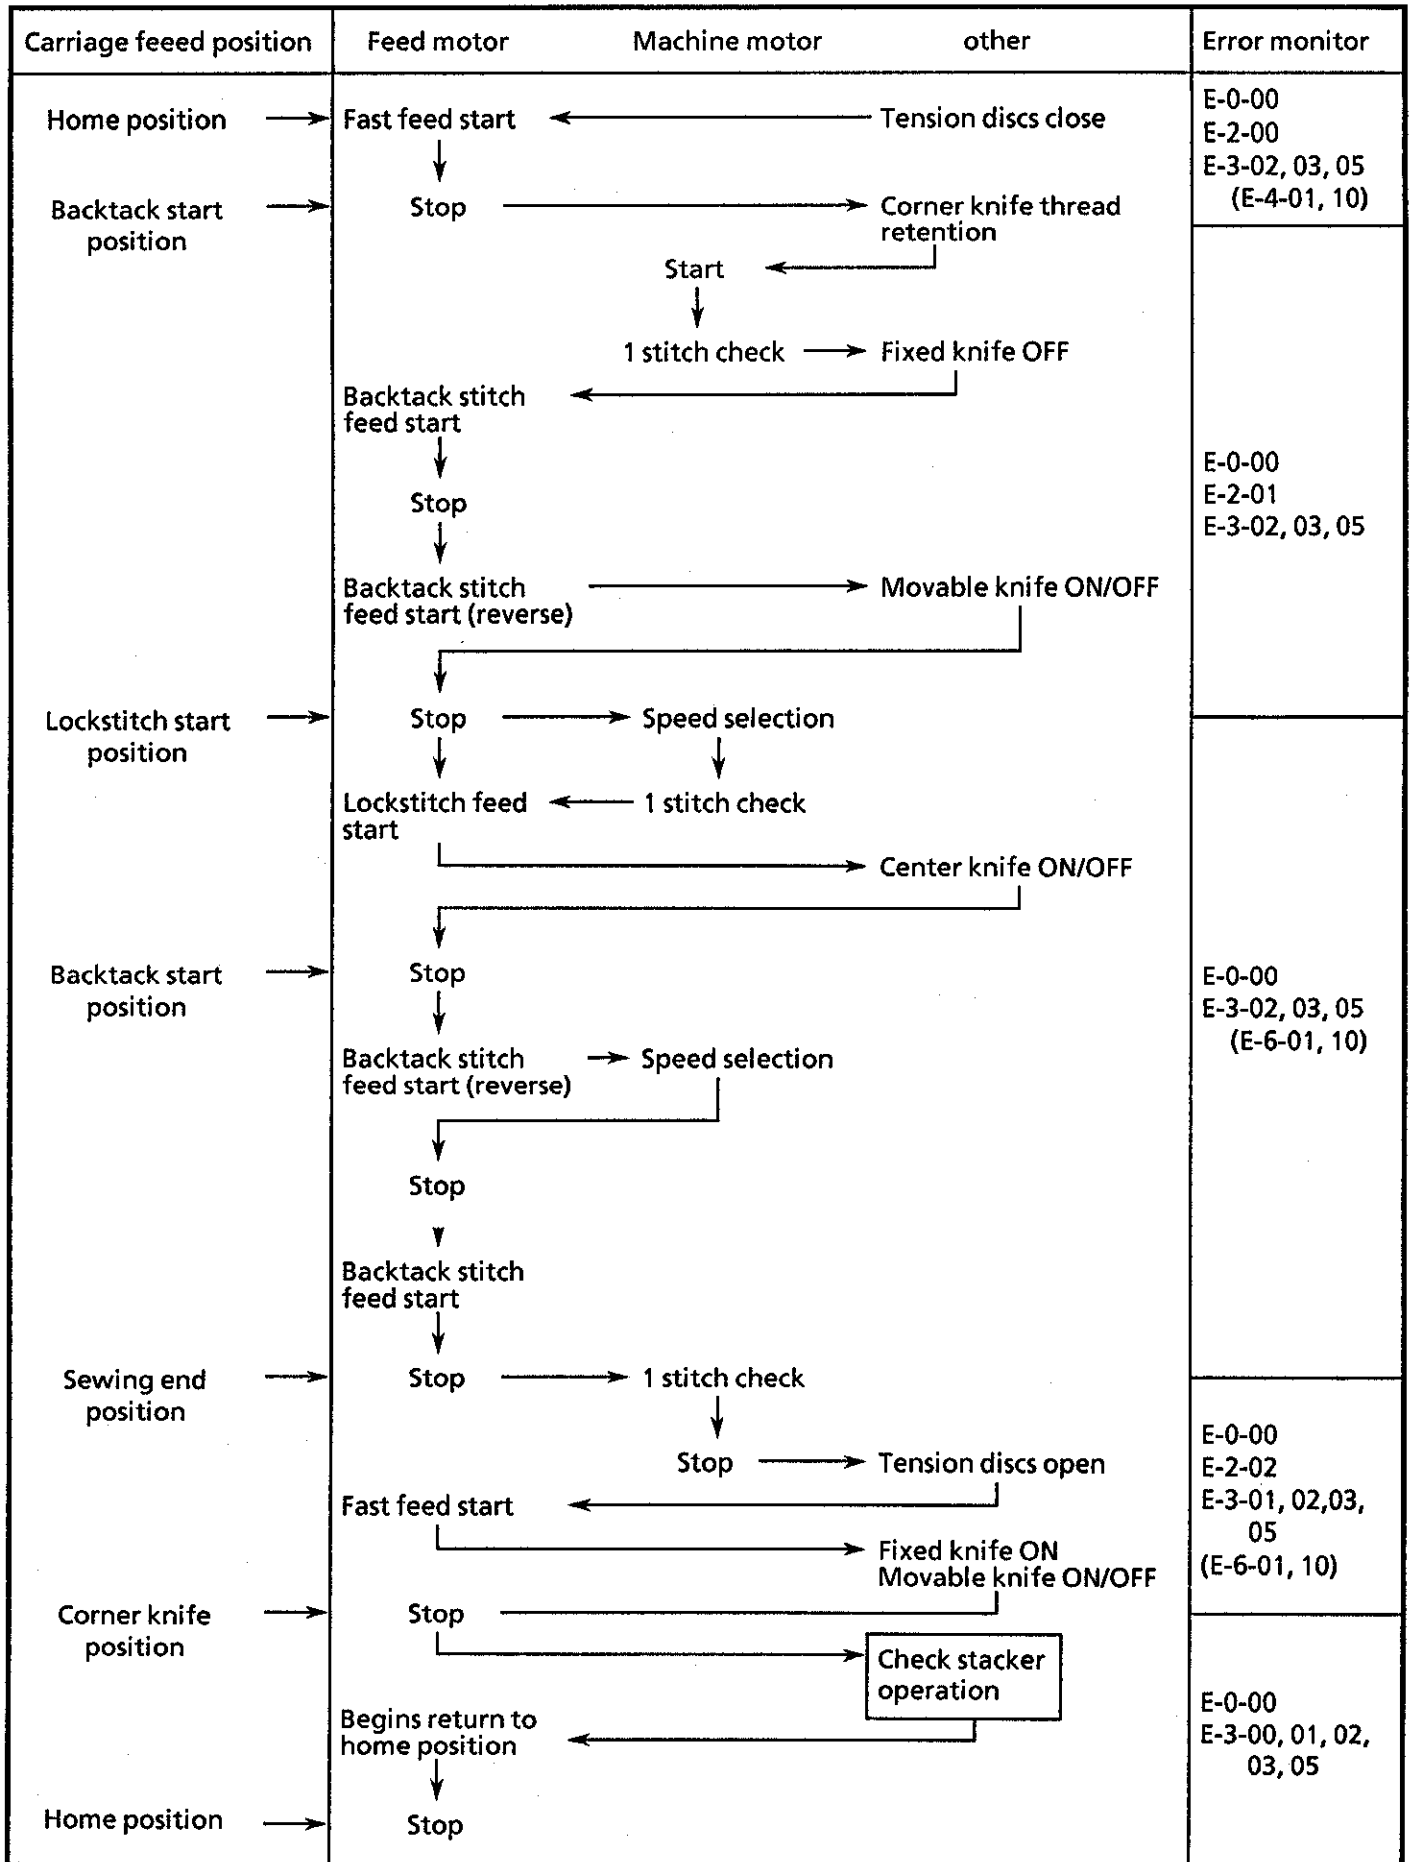 Carriage feeed position Feed motor Machine motor other Error monitor
Home position Fast feed start Tension discs close E-0-00
E-2-00
E-3-02, 03, 05
(E-4-01, 10)
Backtack start position Stop Corner knife thread
retention
Start
1 stitch check Fixed knife OFF
Backtack stitch
feed start
E-0-00
Stop E-2-01
E-3-02, 03, 05
Backtack stitch Movable knife ON/OFF
feed start (reverse)
Lockstitch start Stop Speed selection
position
Lockstitch feed 1 stitch check
start
Center knife ON/OFF
Backtack start Stop E-0-00
position E-3-02, 03, 05
(E-6-01, 10)
Backtack stitch Speed selection
feed start (reverse)
Stop
Backtack stitch
feed start
Sewing end Stop 1 stitch check
position
E-0-00
Stop Tension discs open E-2-02
Fast feed start E-3-01, 02,03,
05
Fixed knife ON (E-6-01, 10)
Movable knife ON/OFF
Corner knife Stop
position
Check stacker
operation
E-0-00
Begins return to E-3-00, 01, 02,
home position 03, 05
Home position Stop